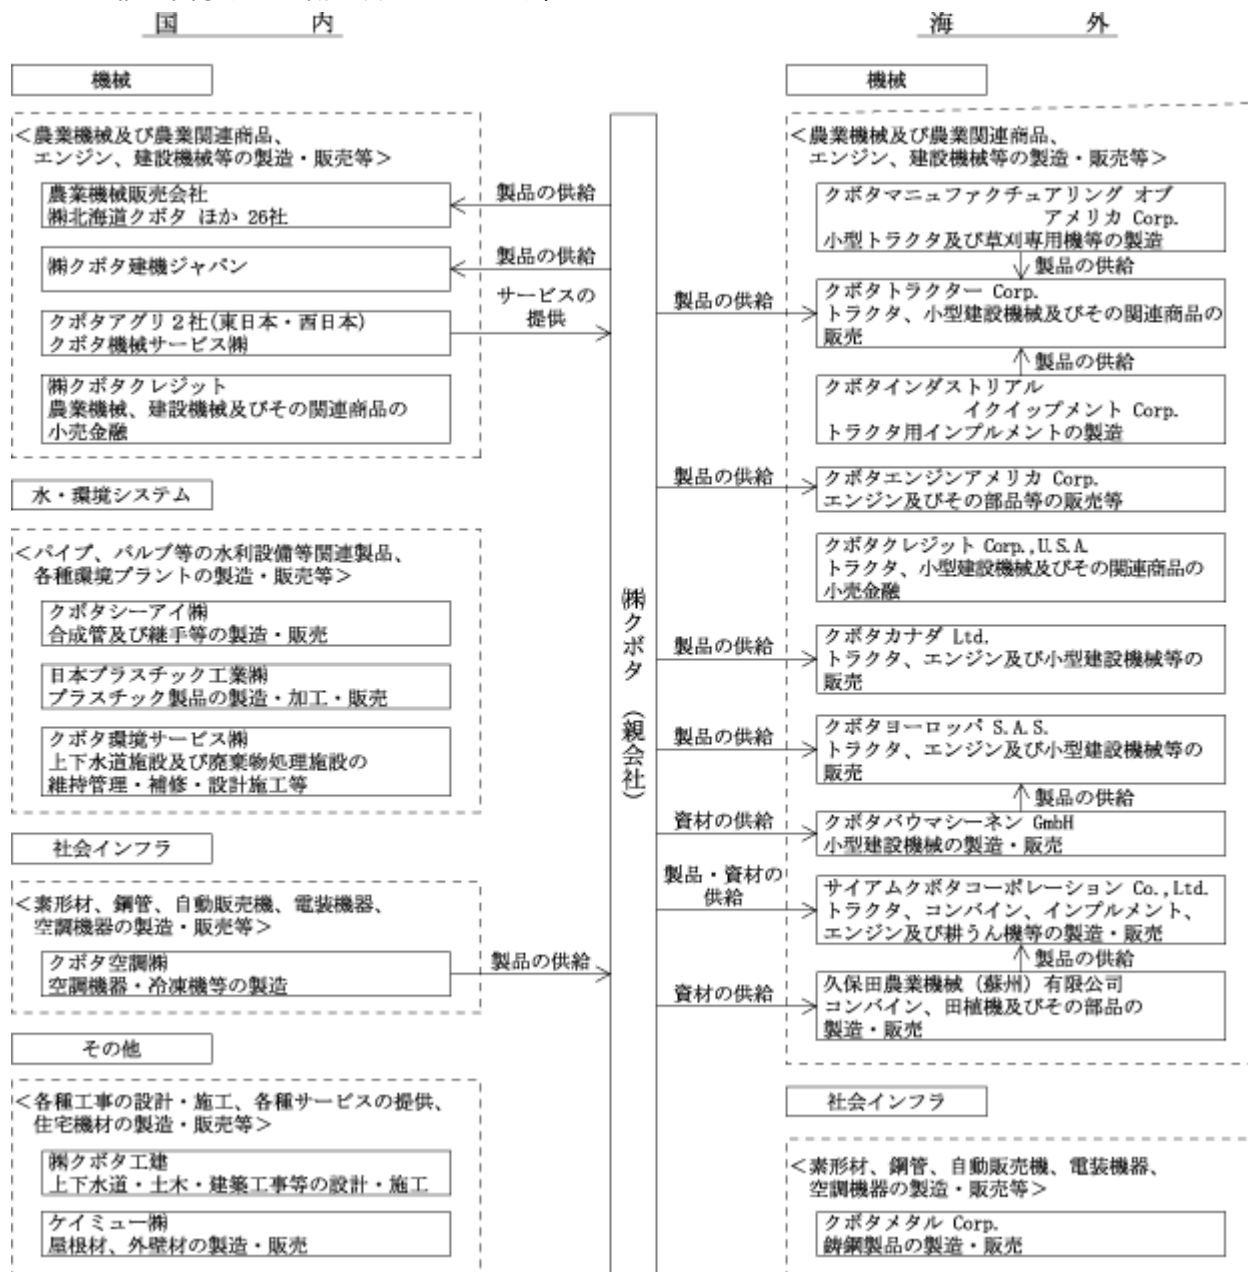 国　内
機械
＜農業機械及び農業関連商品、
エンジン、建設機械等の製造・販売等＞
農業機械販売会社
㈱北海道クボタ ほか 26社
㈱クボタ建機ジャパン
クボタアグリ２社(東日本・西日本)
クボタ機械サービス㈱
㈱クボタクレジット
農業機械、建設機械及びその関連商品の
小売金融
水・環境システム
＜パイプ、バルブ等の水利設備等関連製品、
各種環境プラントの製造・販売等＞
クボタシーアイ㈱
合成管及び継手等の製造・販売
日本プラスチック工業㈱
プラスチック製品の製造・加工・販売
クボタ環境サービス㈱
上下水道施設及び廃棄物処理施設の
維持管理・補修・設計施工等
社会インフラ
＜素形材、鋼管、自動販売機、電装機器、
空調機器の製造・販売等＞
クボタ空調㈱
空調機器・冷凍機等の製造
その他
＜各種工事の設計・施工、各種サービスの提供、
住宅機材の製造・販売等＞
㈱クボタ工建
上下水道・土木・建築工事等の設計・施工
ケイミュー㈱
屋根材、外壁材の製造・販売
製品の供給
製品の供給
サービスの
提供
製品の供給
㈱クボタ（親会社）
製品の供給
製品の供給
製品の供給
製品の供給
資材の供給
製品・資材の
供給
資材の供給
海　外
機械
＜農業機械及び農業関連商品、
エンジン、建設機械等の製造・販売等＞
クボタマニュファクチュアリング オブ
アメリカ Corp.
小型トラクタ及び草刈専用機等の製造
製品の供給
クボタトラクター Corp.
トラクタ、小型建設機械及びその関連商品の
販売
製品の供給
クボタインダストリアル
イクイップメント Corp.
トラクタ用インプルメントの製造
クボタエンジンアメリカ Corp.
エンジン及びその部品等の販売等
クボタクレジット Corp.,U.S.A.
トラクタ、小型建設機械及びその関連商品の
小売金融
クボタカナダ Ltd.
トラクタ、エンジン及び小型建設機械等の
販売
クボタヨーロッパ S.A.S.
トラクタ、エンジン及び小型建設機械等の
販売
製品の供給
クボタバウマシーネン GmbH
小型建設機械の製造・販売
サイアムクボタコーポレーション Co.,Ltd.
トラクタ、コンバイン、インプルメント、
エンジン及び耕うん機等の製造・販売
製品の供給
久保田農業機械（蘇州）有限公司
コンバイン、田植機及びその部品の
製造・販売
社会インフラ
＜素形材、鋼管、自動販売機、電装機器、
空調機器の製造・販売等＞
クボタメタル Corp.
鋳鋼製品の製造・販売